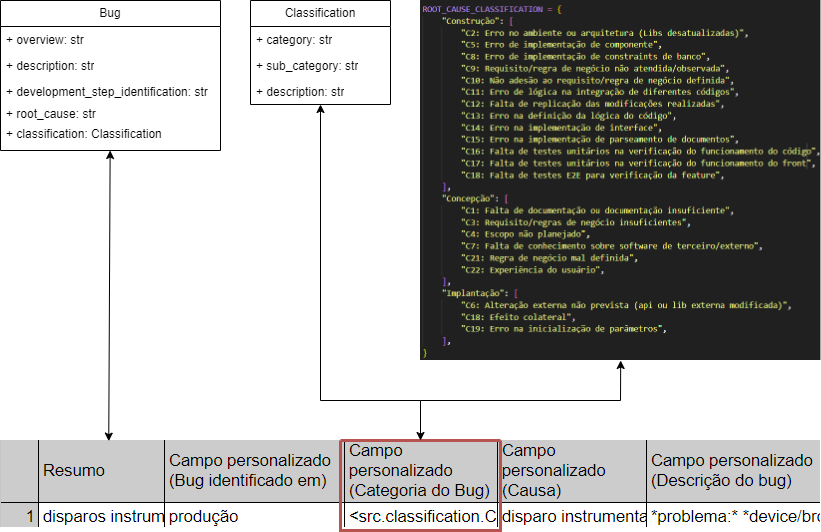 Bug
+ overview: str
+ description: str
+ development_step_identification: str
+ root_cause: str
+ classification: Classification
Classification
+ category: str
+ sub_category: str
+ description: str
ROOT_CAUSE_CLASSIFICATION = {
"Construção": [
"C2: Erro no ambiente ou arquitetura (Libs desatualizadas)",
"C5: Erro de implementação de componente",
"C8: Erro de implementação de constraints de banco",
"C9: Requisito/regra de negócio não atendida/observada",
"C10: Não adesão ao requisito/regra de negócio definida",
"C11: Erro de lógica na integração de diferentes códigos",
"C12: Falta de replicação das modificações realizadas",
"C13: Erro na definição da lógica do código",
"C14: Erro na implementação de interface",
"C15: Erro na implementação de parseamento de documentos",
"C16: Falta de testes unitários na verificação do funcionamento do código",
"C17: Falta de testes unitários na verificação do funcionamento do front",
"C18: Falta de testes E2E para verificação da feature",
],
"Concepção": [
"C1: Falta de documentação ou documentação insuficiente",
"C3: Requisito/regras de negócio insuficientes",
"C4: Escopo não planejado",
"C7: Falta de conhecimento sobre software de terceiro/externo",
"C21: Regra de negócio mal definida",
"C22: Experiência do usuário",
],
"Implantação": [
"C6: Alteração externa não prevista (api ou lib externa modificada)",
"C18: Efeito colateral",
"C19: Erro na inicialização de parâmetros",
],
}
Resumo
Campo personalizado
(Bug identificado em)
Campo
personalizado
(Categoria do Bug)
Campo
personalizado
(Causa)
Campo personalizado
(Descrição do bug)
1
disparos instrum
produção
<src.classification.C
disparo instrumenta
*problema:* *device/bro